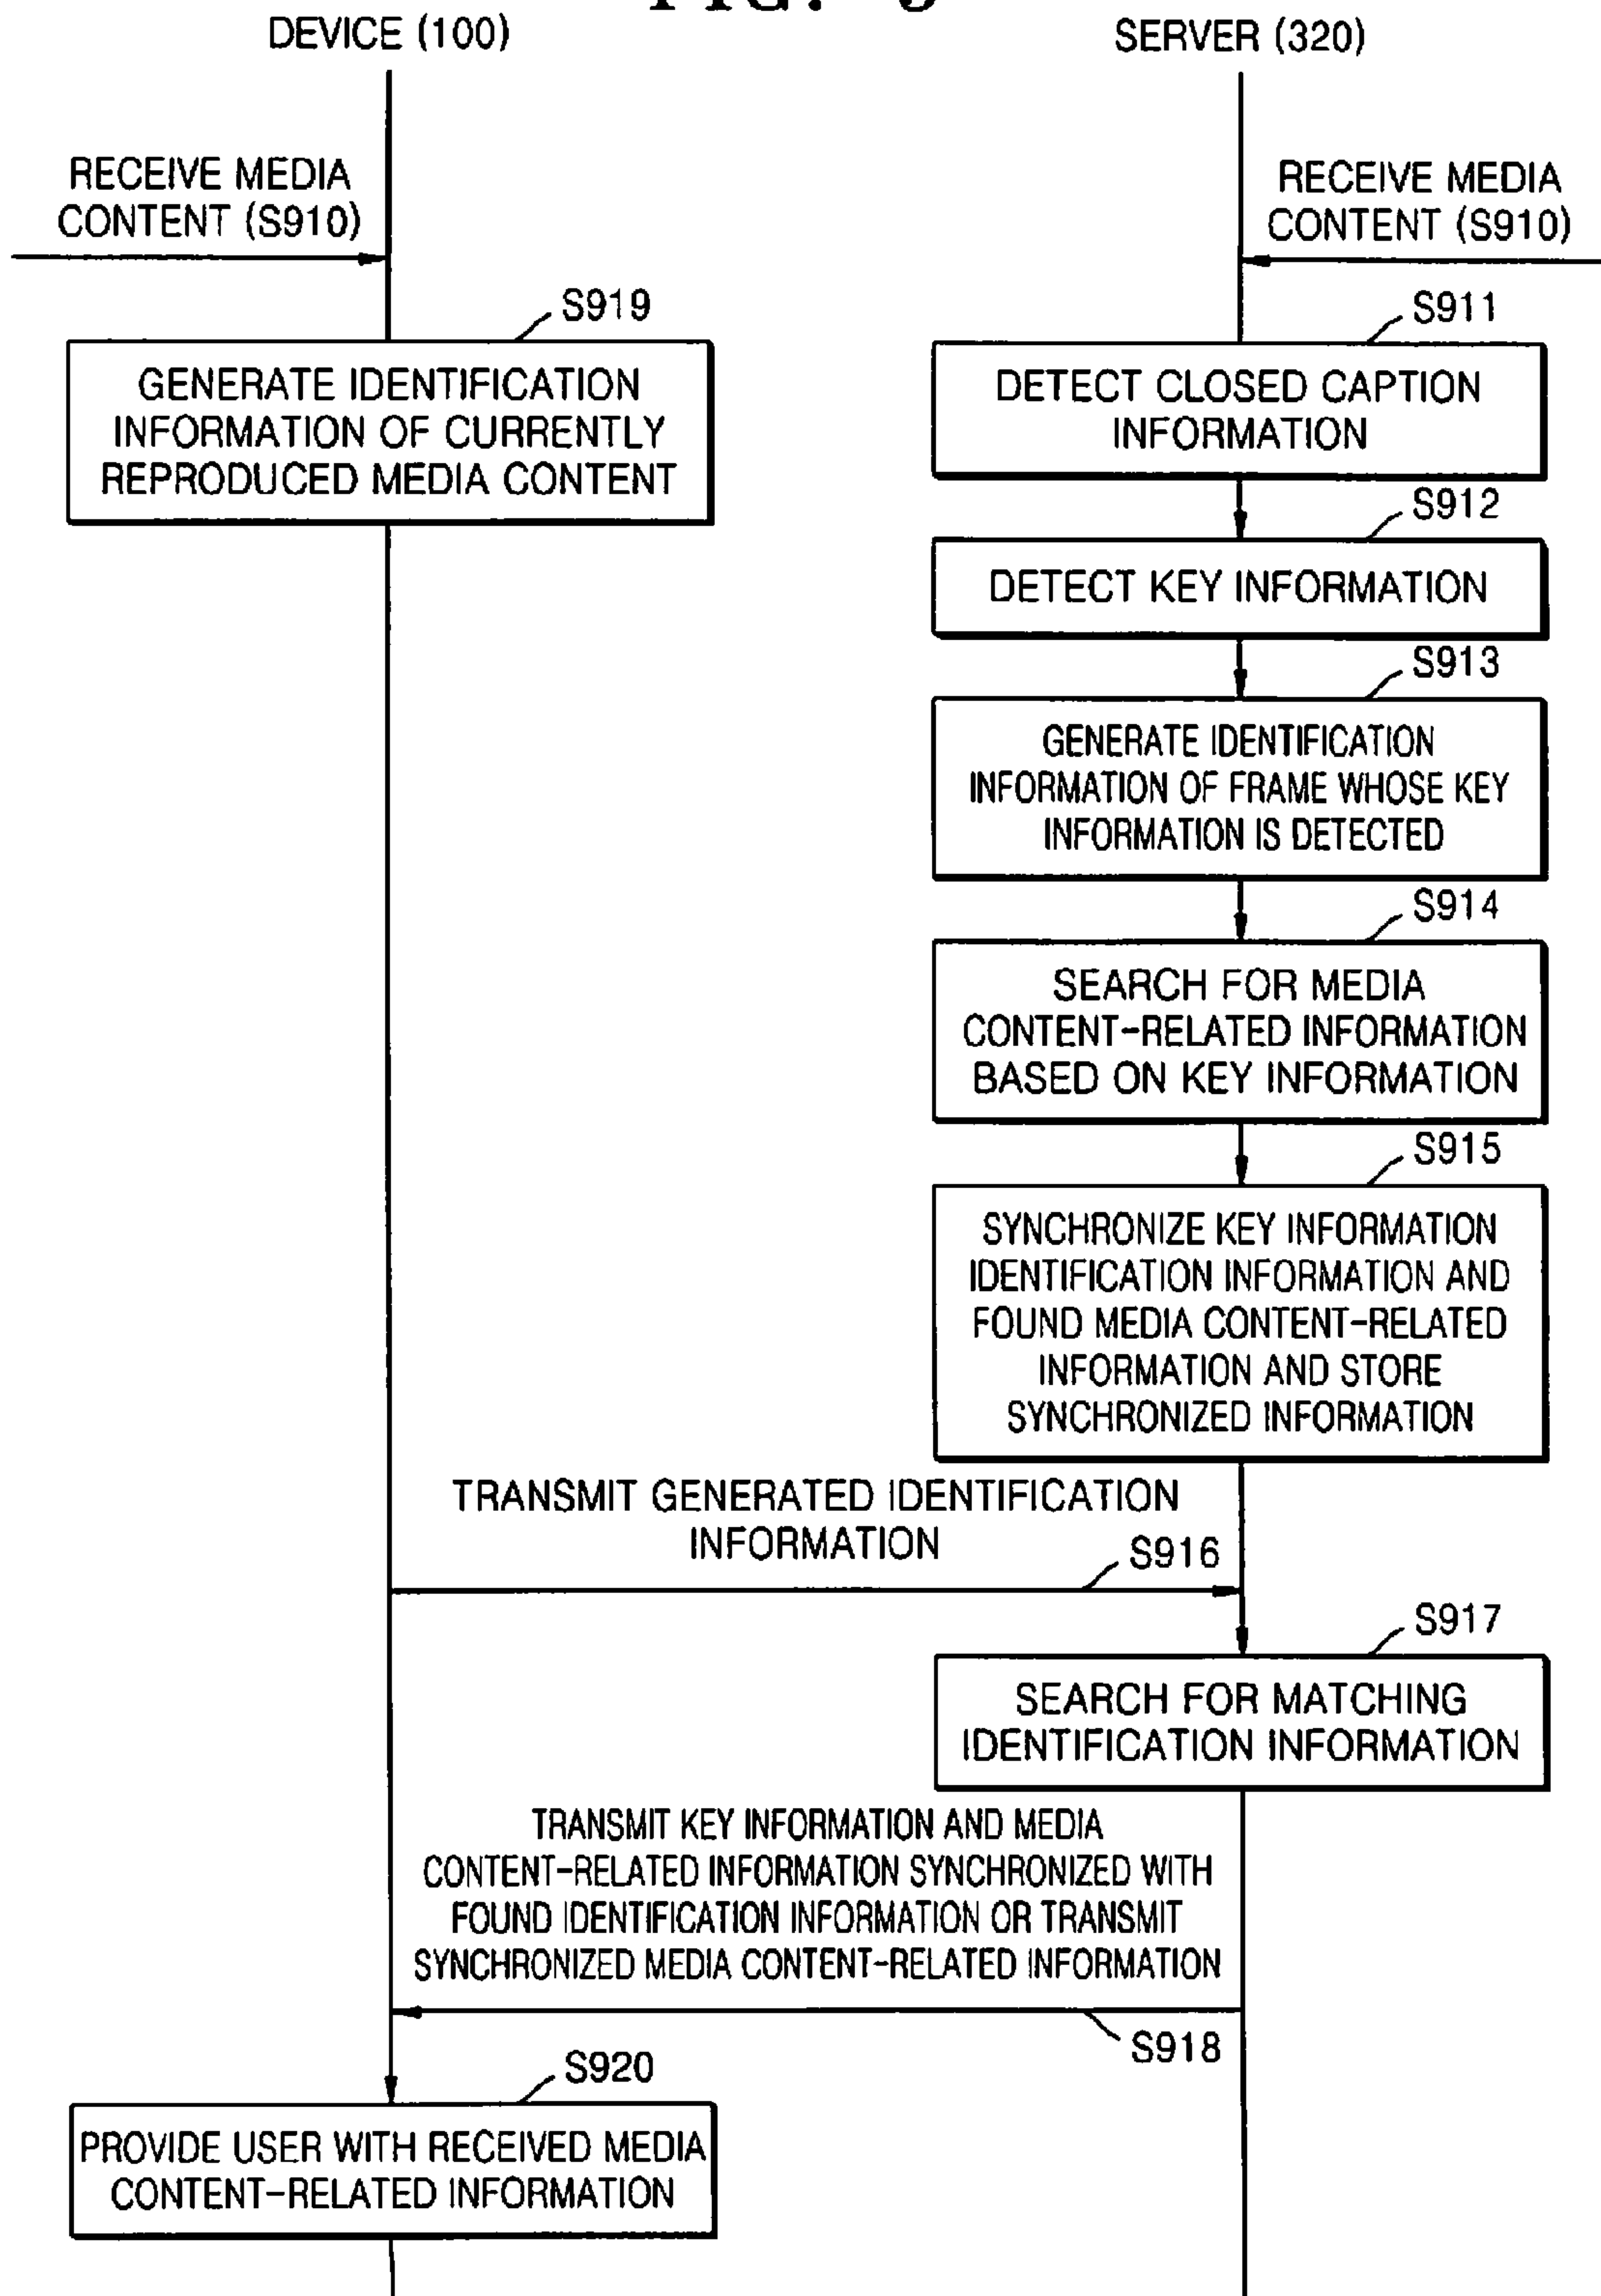 DEVICE (100)
SERVER (320)
RECEIVE MEDIA
CONTENT (S910)
RECEIVE MEDIA
CONTENT (S910)
S919
GENERATE IDENTIFICATION
INFORMATION OF CURRENTLY
REPRODUCED MEDIA CONTENT
S911
DETECT CLOSED CAPTION
INFORMATION
S912
DETECT KEY INFORMATION
S913
GENERATE IDENTIFICATION
INFORMATION OF FRAME WHOSE KEY
INFORMATION IS DETECTED
S914
SEARCH FOR MEDIA
CONTENT-RELATED INFORMATION
BASED ON KEY INFORMATION
S915
SYNCHRONIZE KEY INFORMATION
IDENTIFICATION INFORMATION AND
FOUND MEDIA CONTENT-RELATED
INFORMATION AND STORE
SYNCHRONIZED INFORMATION
TRANSMIT GENERATED IDENTIFICATION
INFORMATION
S916
S917
SEARCH FOR MATCHING
IDENTIFICATION INFORMATION
TRANSMIT KEY INFORMATION AND MEDIA
CONTENT-RELATED INFORMATION SYNCHRONIZED WITH
FOUND IDENTIFICATION INFORMATION OR TRANSMIT
SYNCHRONIZED MEDIA CONTENT-RELATED INFORMATION
S918
S920
PROVIDE USER WITH RECEIVED MEDIA
CONTENT-RELATED INFORMATION